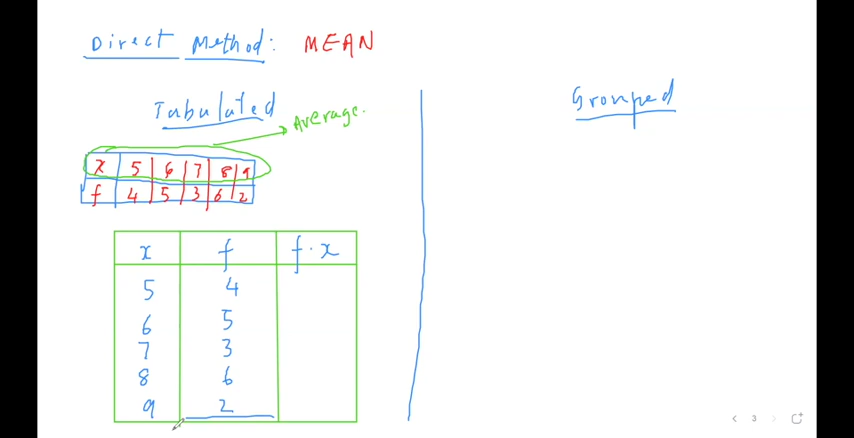 Direct Method: MEAN
Tabulated
Average.
x 5 6 7 8 9
f 4 5 3 6 2
x f f·x
5 4
6 5
7 3
8 6
9 2
Grouped
3